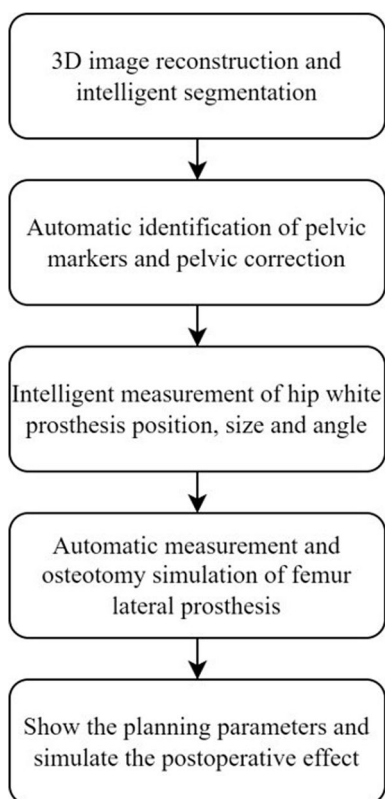 3D image reconstruction and
intelligent segmentation
Automatic identification of pelvic
markers and pelvic correction
Intelligent measurement of hip white
prosthesis position, size and angle
Automatic measurement and
osteotomy simulation of femur
lateral prosthesis
Show the planning parameters and
simulate the postoperative effect